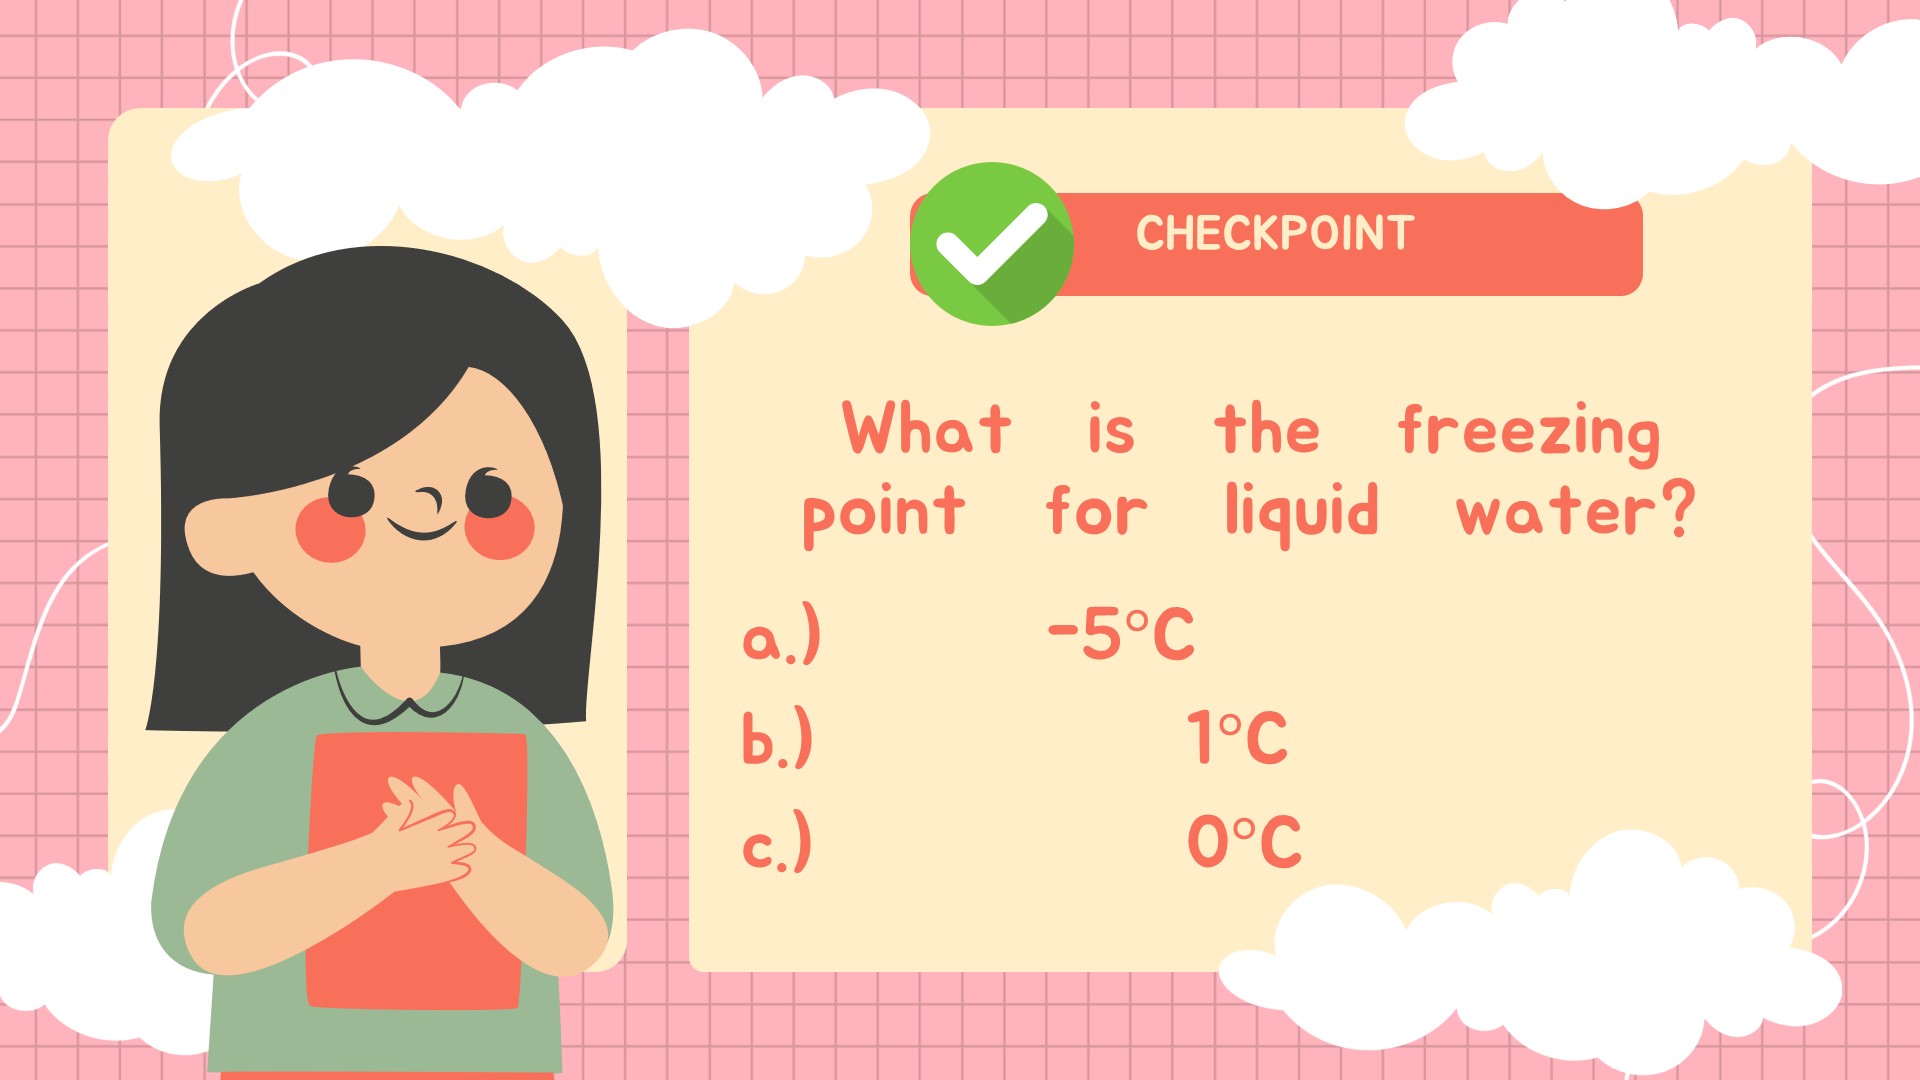 CHECKPOINT
What is the freezing
point for liquid water?
a.) -5°C
b.) 1°C
c.) 0°C